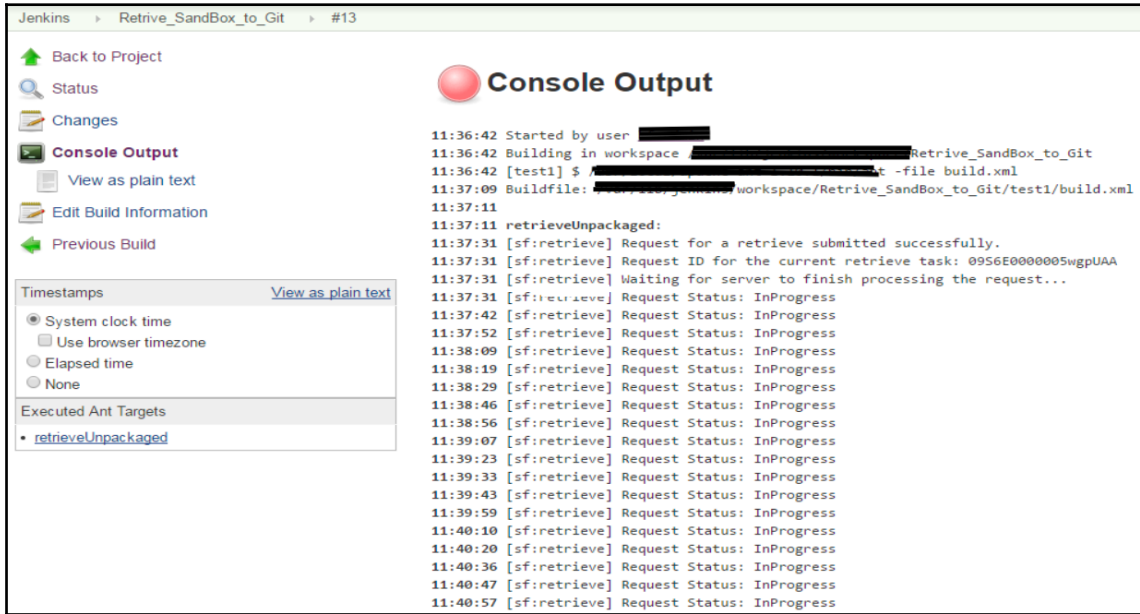 Jenkins Retrive_SandBox_to_Git #13
Back to Project
Status
Changes
Console Output
View as plain text
Edit Build Information
Previous Build
Timestamps View as plain text
System clock time
Use browser timezone
Elapsed time
None
Executed Ant Targets
• retrieveUnpackaged
Console Output
11:36:42 Started by user
11:36:42 Building in workspace / Retrive_SandBox_to_Git
11:36:42 [test1] $ -file build.xml
11:37:09 Buildfile: workspace/Retrive_SandBox_to_Git/test1/build.xml
11:37:11
11:37:11 retrieveUnpackaged:
11:37:31 [sf:retrieve] Request for a retrieve submitted successfully.
11:37:31 [sf:retrieve] Request ID for the current retrieve task: 09S6E0000005wgpUAA
11:37:31 [sf:retrieve] Waiting for server to finish processing the request...
11:37:31 [sf:retrieve] Request Status: InProgress
11:37:42 [sf:retrieve] Request Status: InProgress
11:37:52 [sf:retrieve] Request Status: InProgress
11:38:09 [sf:retrieve] Request Status: InProgress
11:38:19 [sf:retrieve] Request Status: InProgress
11:38:29 [sf:retrieve] Request Status: InProgress
11:38:46 [sf:retrieve] Request Status: InProgress
11:38:56 [sf:retrieve] Request Status: InProgress
11:39:07 [sf:retrieve] Request Status: InProgress
11:39:23 [sf:retrieve] Request Status: InProgress
11:39:33 [sf:retrieve] Request Status: InProgress
11:39:43 [sf:retrieve] Request Status: InProgress
11:39:59 [sf:retrieve] Request Status: InProgress
11:40:10 [sf:retrieve] Request Status: InProgress
11:40:20 [sf:retrieve] Request Status: InProgress
11:40:36 [sf:retrieve] Request Status: InProgress
11:40:47 [sf:retrieve] Request Status: InProgress
11:40:57 [sf:retrieve] Request Status: InProgress